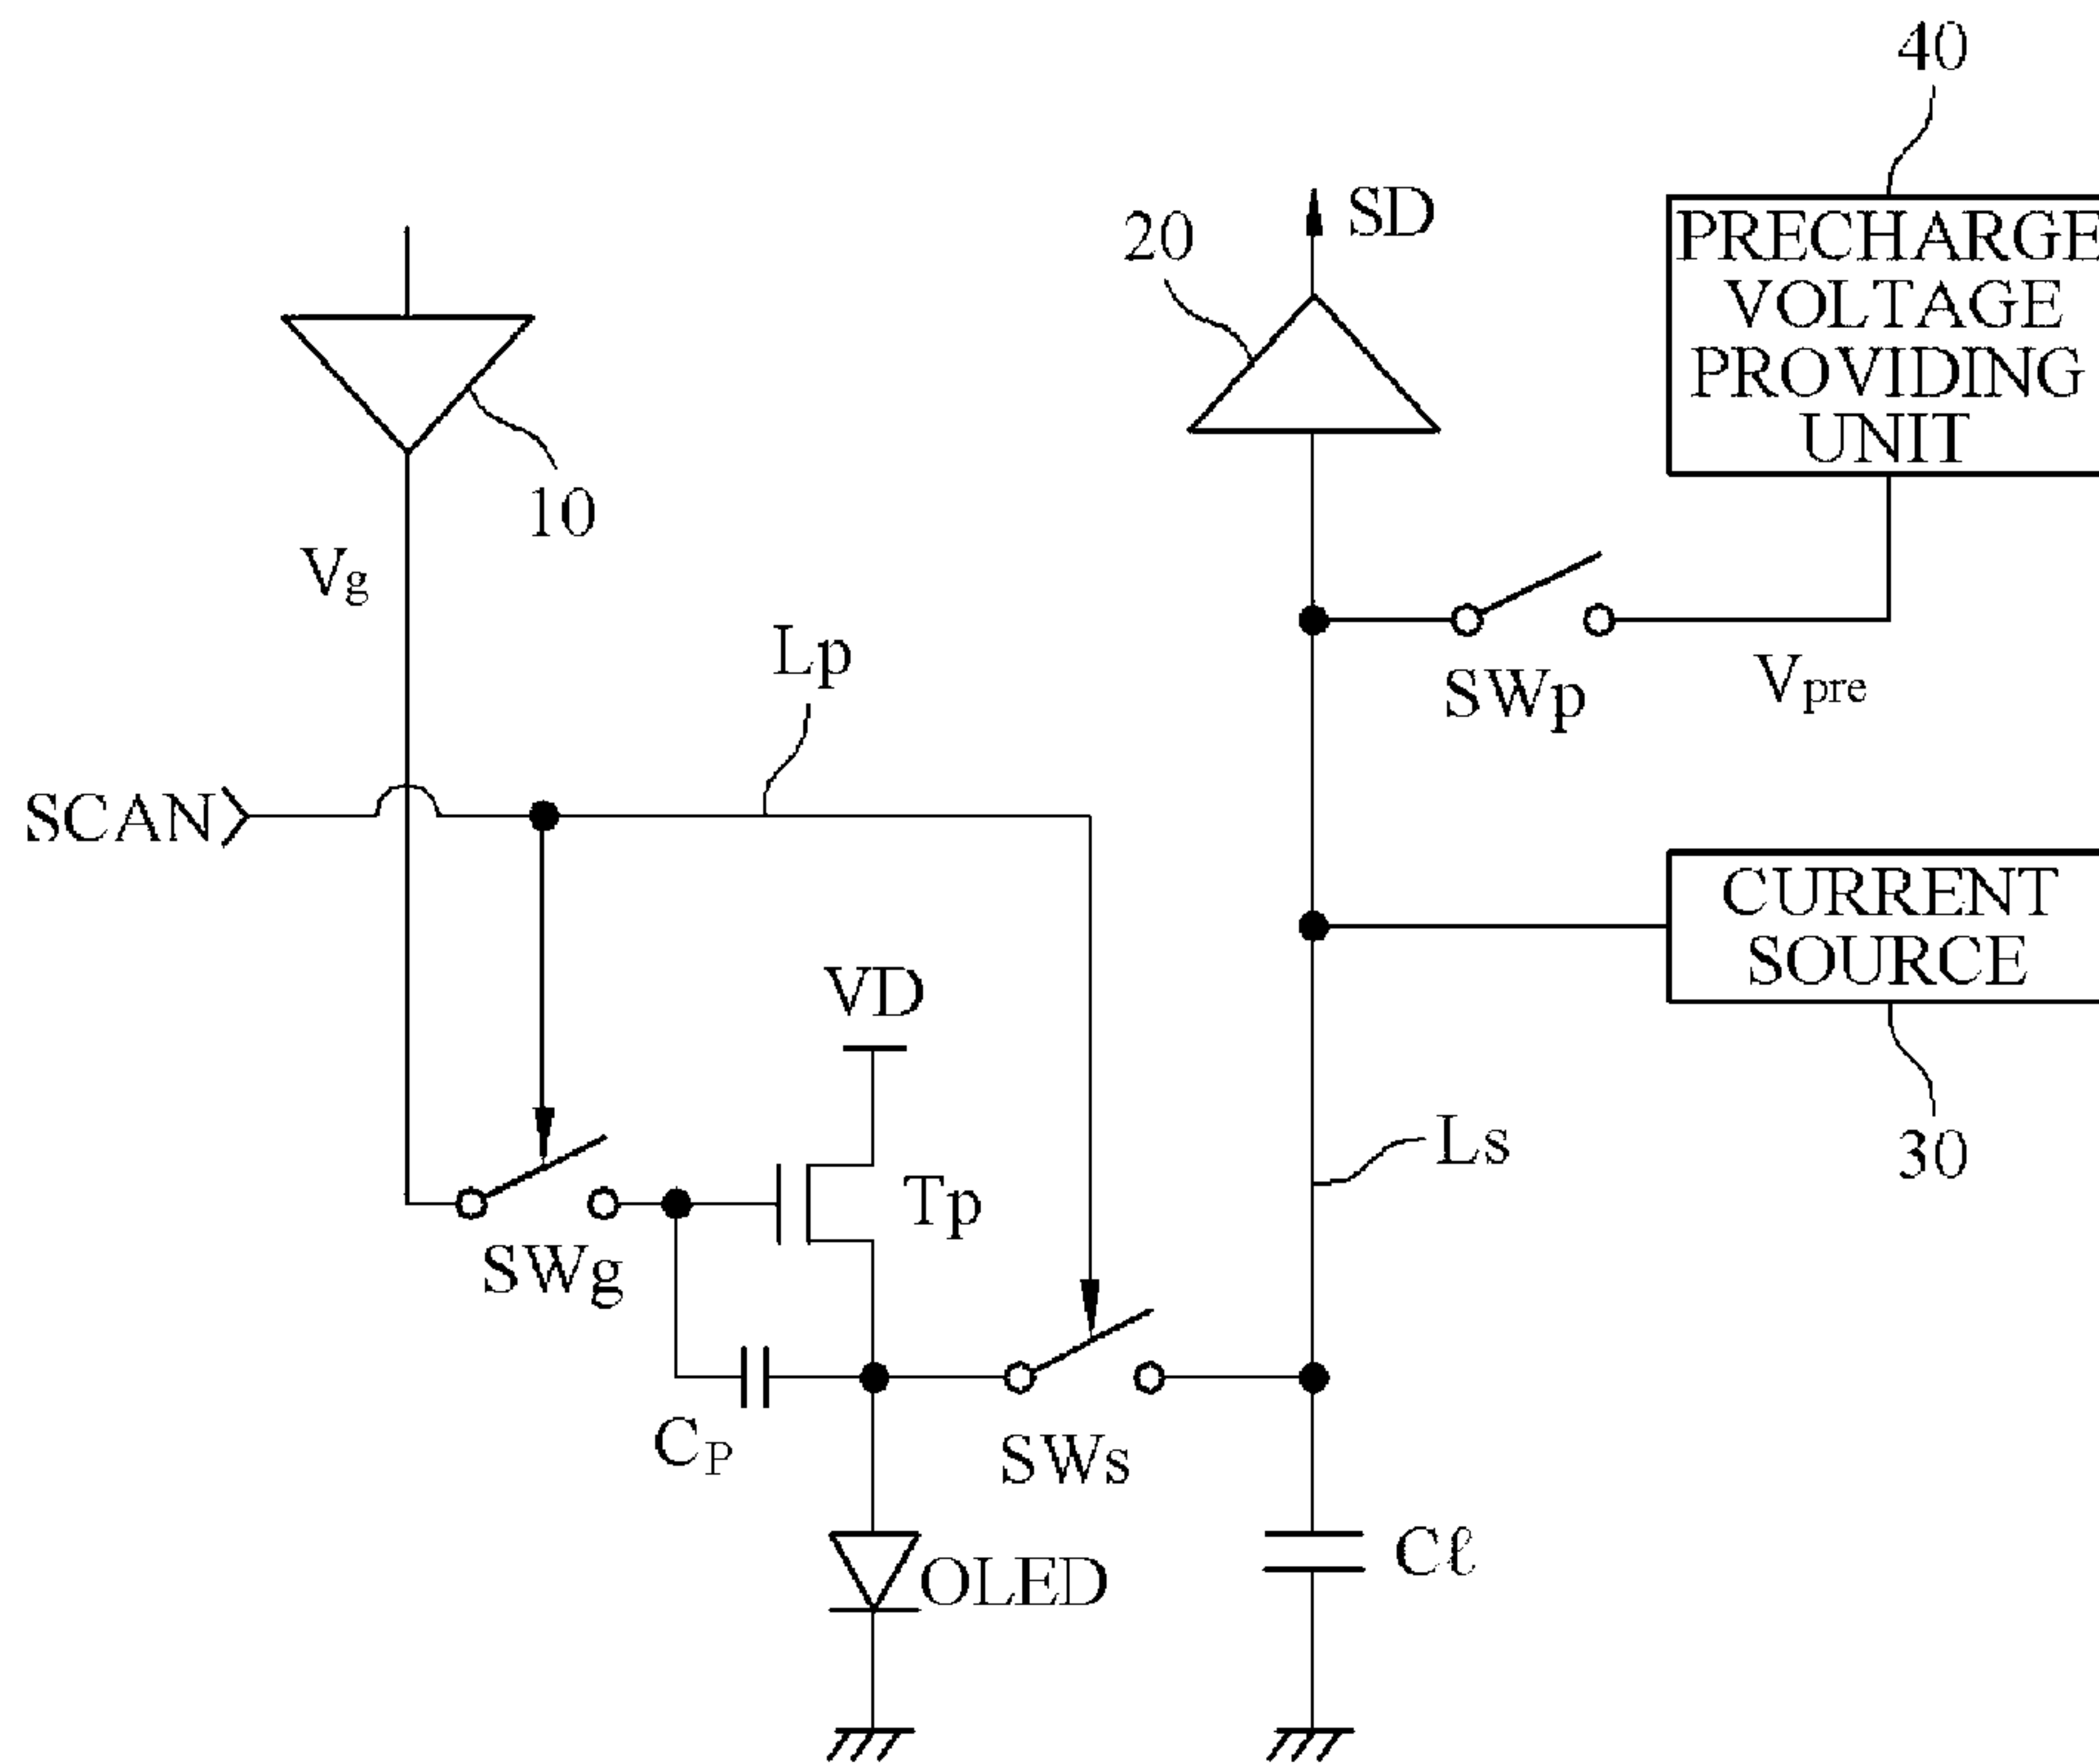 40
SD
20
PRECHARGE
VOLTAGE
PROVIDING
UNIT
10
Vg
Lp
SWp
Vpre
SCAN
CURRENT
SOURCE
VD
Ls
30
Tp
SWg
CP
SWs
OLED
Cℓ